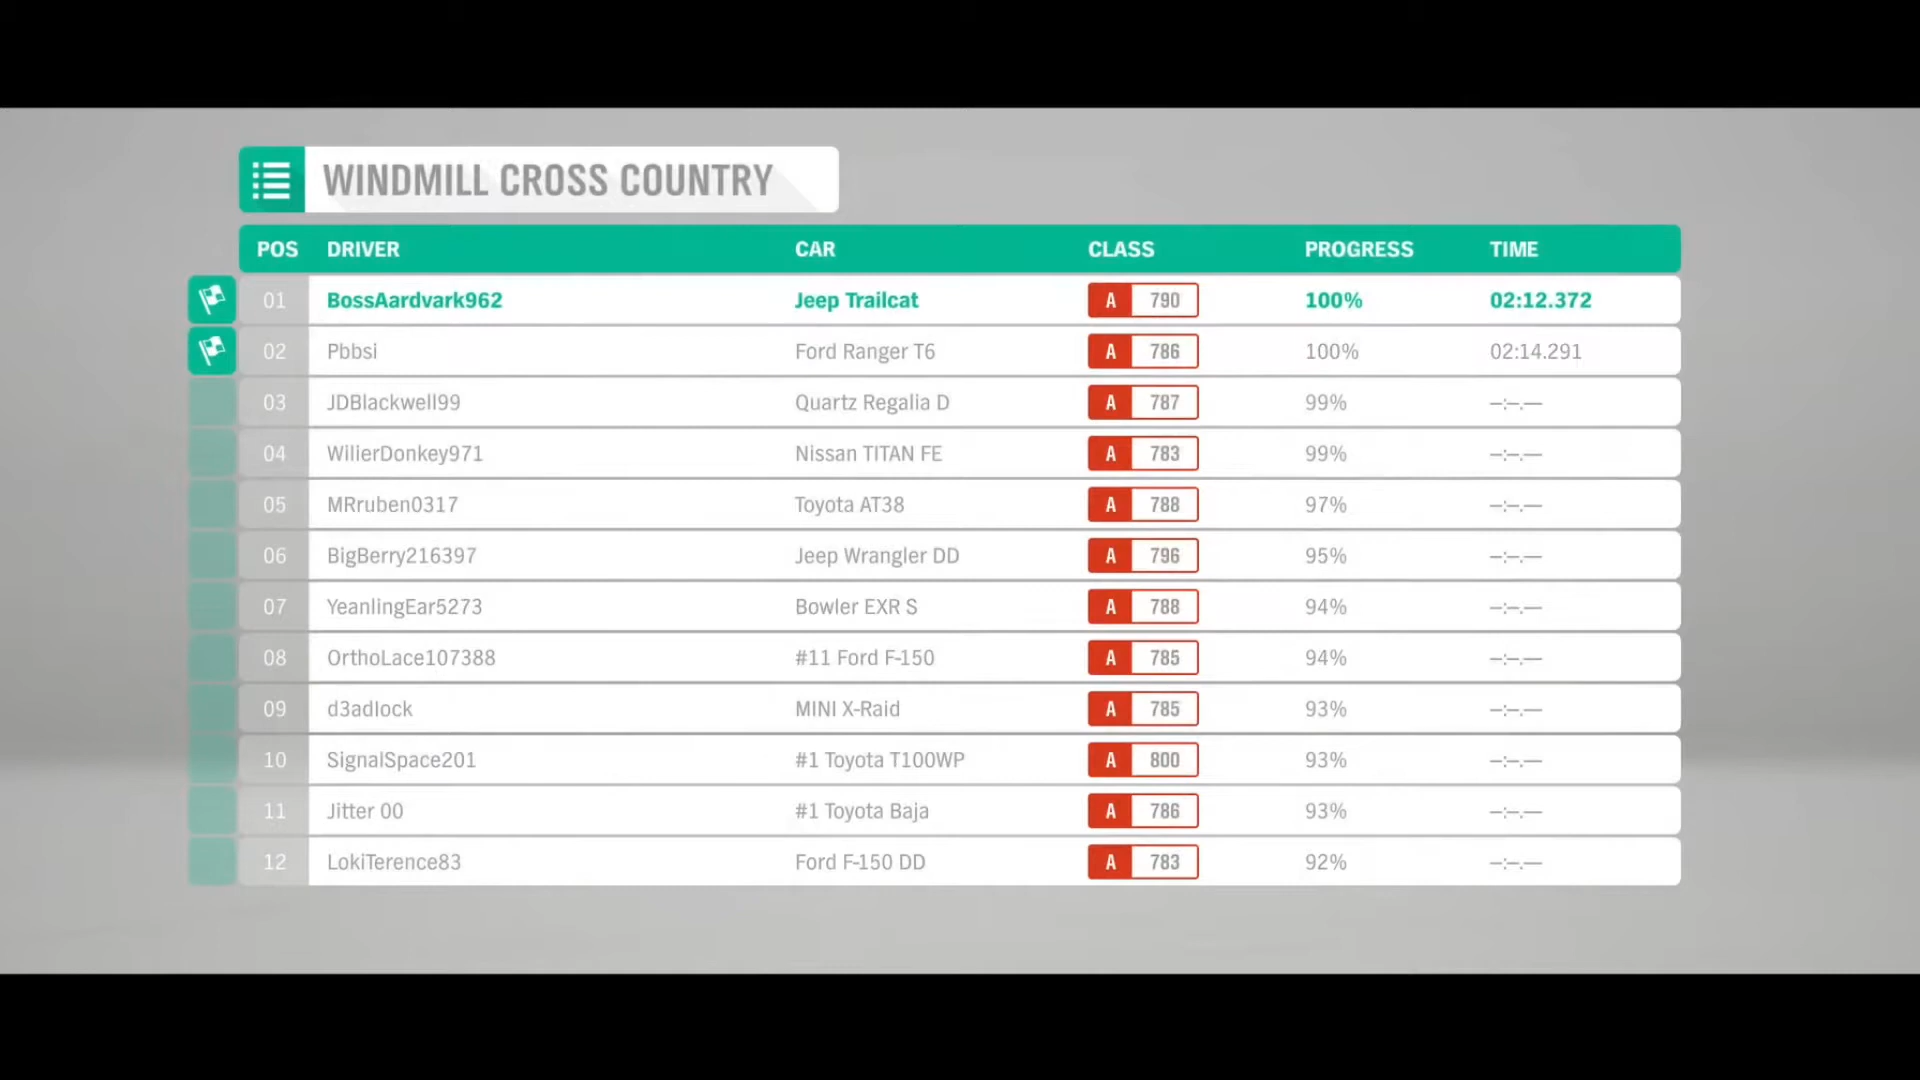 WINDMILL CROSS COUNTRY
POS DRIVER CAR CLASS PROGRESS TIME
01 BossAardvark962 Jeep Trailcat A 790 100% 02:12.372
02 Pbbsi Ford Ranger T6 A 786 100% 02:14.291
03 JDBlackwell99 Quartz Regalia D A 787 99% --:--.---
04 WilierDonkey971 Nissan TITAN FE A 783 99% --:--.---
05 MRruben0317 Toyota AT38 A 788 97% --:--.---
06 BigBerry216397 Jeep Wrangler DD A 796 95% --:--.---
07 YeanlingEar5273 Bowler EXR S A 788 94% --:--.---
08 OrthoLace107388 #11 Ford F-150 A 785 94% --:--.---
09 d3adlock MINI X-Raid A 785 93% --:--.---
10 SignalSpace201 #1 Toyota T100WP A 800 93% --:--.---
11 Jitter 00 #1 Toyota Baja A 786 93% --:--.---
12 LokiTerence83 Ford F-150 DD A 783 92% --:--.---